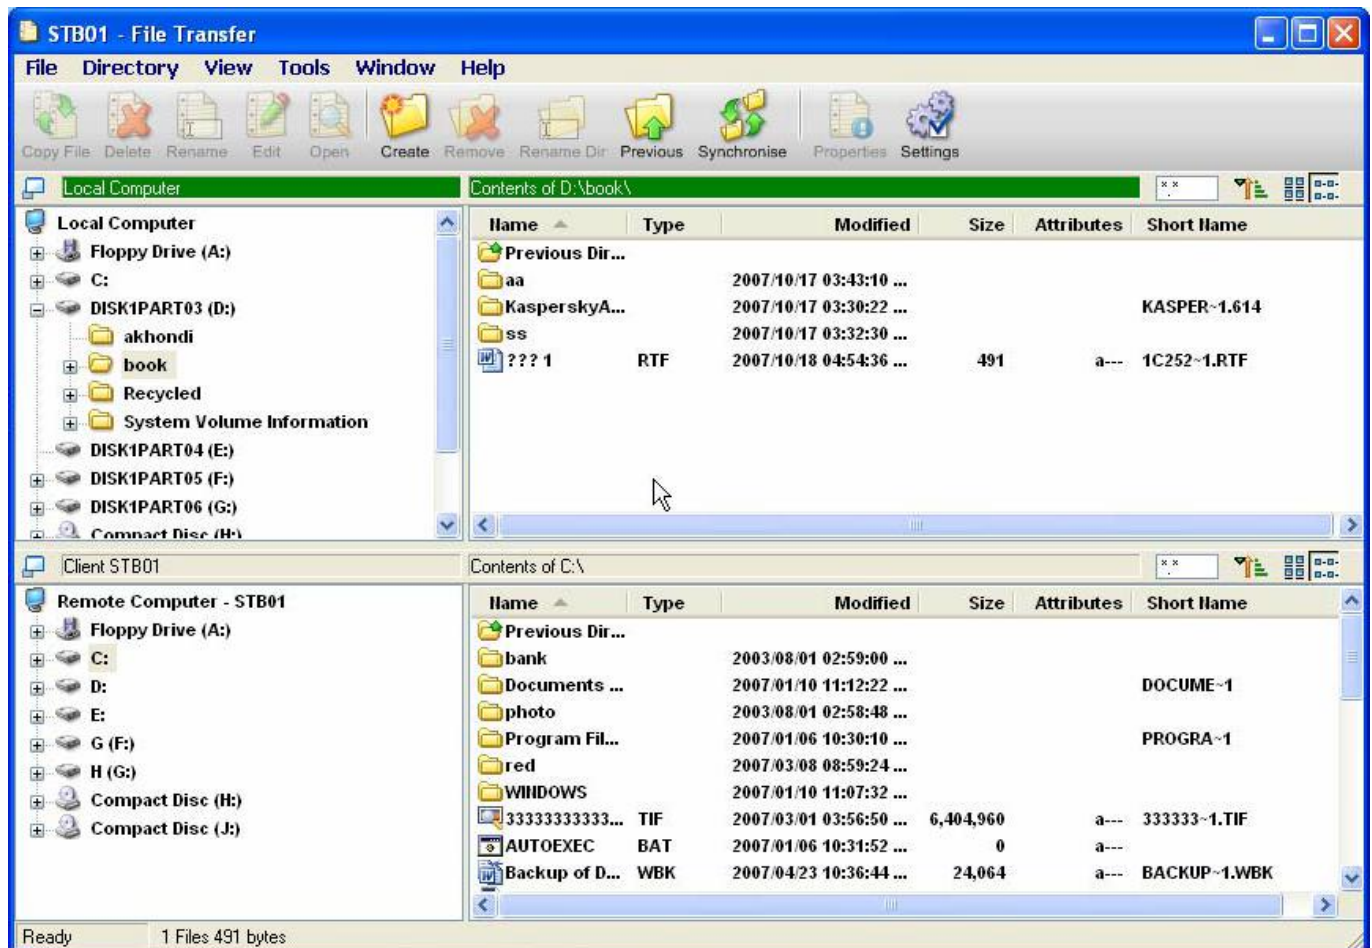 STB01 - File Transfer
File Directory View Tools Window Help
Copy File Delete Rename Edit Open Create Remove Rename Dir Previous Synchronise Properties Settings
Local Computer Contents of D:\book\ *.*
Local Computer
Floppy Drive (A:)
C:
DISK1PART03 (D:)
akhondi
book
Recycled
System Volume Information
DISK1PART04 (E:)
DISK1PART05 (F:)
DISK1PART06 (G:)
Compact Disc (H:)
Name Type Modified Size Attributes Short Name
Previous Dir...
aa 2007/10/17 03:43:10 ...
KasperskyA... 2007/10/17 03:30:22 ... KASPER~1.614
ss 2007/10/17 03:32:30 ...
??? 1 RTF 2007/10/18 04:54:36 ... 491 a--- 1C252~1.RTF
Client STB01 Contents of C:\ *.*
Remote Computer - STB01
Floppy Drive (A:)
C:
D:
E:
G (F:)
H (G:)
Compact Disc (H:)
Compact Disc (J:)
Name Type Modified Size Attributes Short Name
Previous Dir...
bank 2003/08/01 02:59:00 ...
Documents ... 2007/01/10 11:12:22 ... DOCUME~1
photo 2003/08/01 02:58:48 ...
Program Fil... 2007/01/06 10:30:10 ... PROGRA~1
red 2007/03/08 08:59:24 ...
WINDOWS 2007/01/10 11:07:32 ...
33333333333... TIF 2007/03/01 03:56:50 ... 6,404,960 a--- 333333~1.TIF
AUTOEXEC BAT 2007/01/06 10:31:52 ... 0 a---
Backup of D... WBK 2007/04/23 10:36:44 ... 24,064 a--- BACKUP~1.WBK
Ready 1 Files 491 bytes